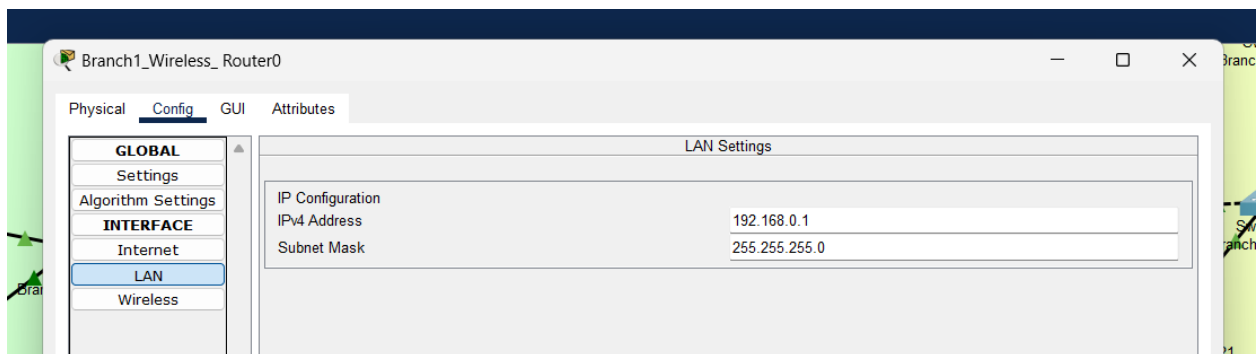 Branch1_Wireless_ Router0
Physical Config GUI Attributes
GLOBAL
Settings
Algorithm Settings
INTERFACE
Internet
LAN
Wireless
LAN Settings
IP Configuration
IPv4 Address 192.168.0.1
Subnet Mask 255.255.255.0